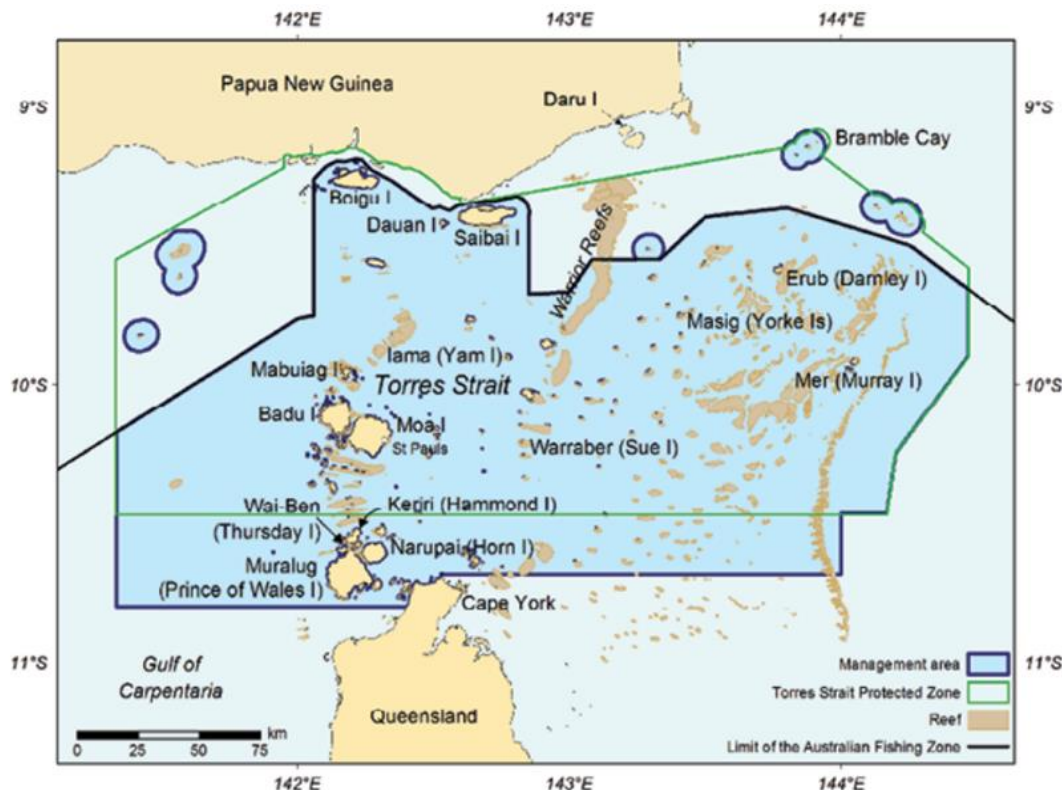 142°E
143°E
144°E
Papua New Guinea
Daru I
9°S
9°S
Bramble Cay
Boigu I
Dauan I
Saibai I
Warrior Reefs
Erub (Darnley I)
Masig (Yorke Is)
Iama (Yam I)
Mabuiag I
Torres Strait
10°S
10°S
Mer (Murray I)
Badu I
Moa I
St Pauls
Warraber (Sue I)
Wai-Ben
(Thursday I)
Keriri (Hammond I)
Narupai (Horn I)
Muralug
(Prince of Wales I)
Cape York
11°S
11°S
Gulf of
Carpentaria
Queensland
km
0 25 50 75
Management area
Torres Strait Protected Zone
Reef
Limit of the Australian Fishing Zone
142°E
143°E
144°E